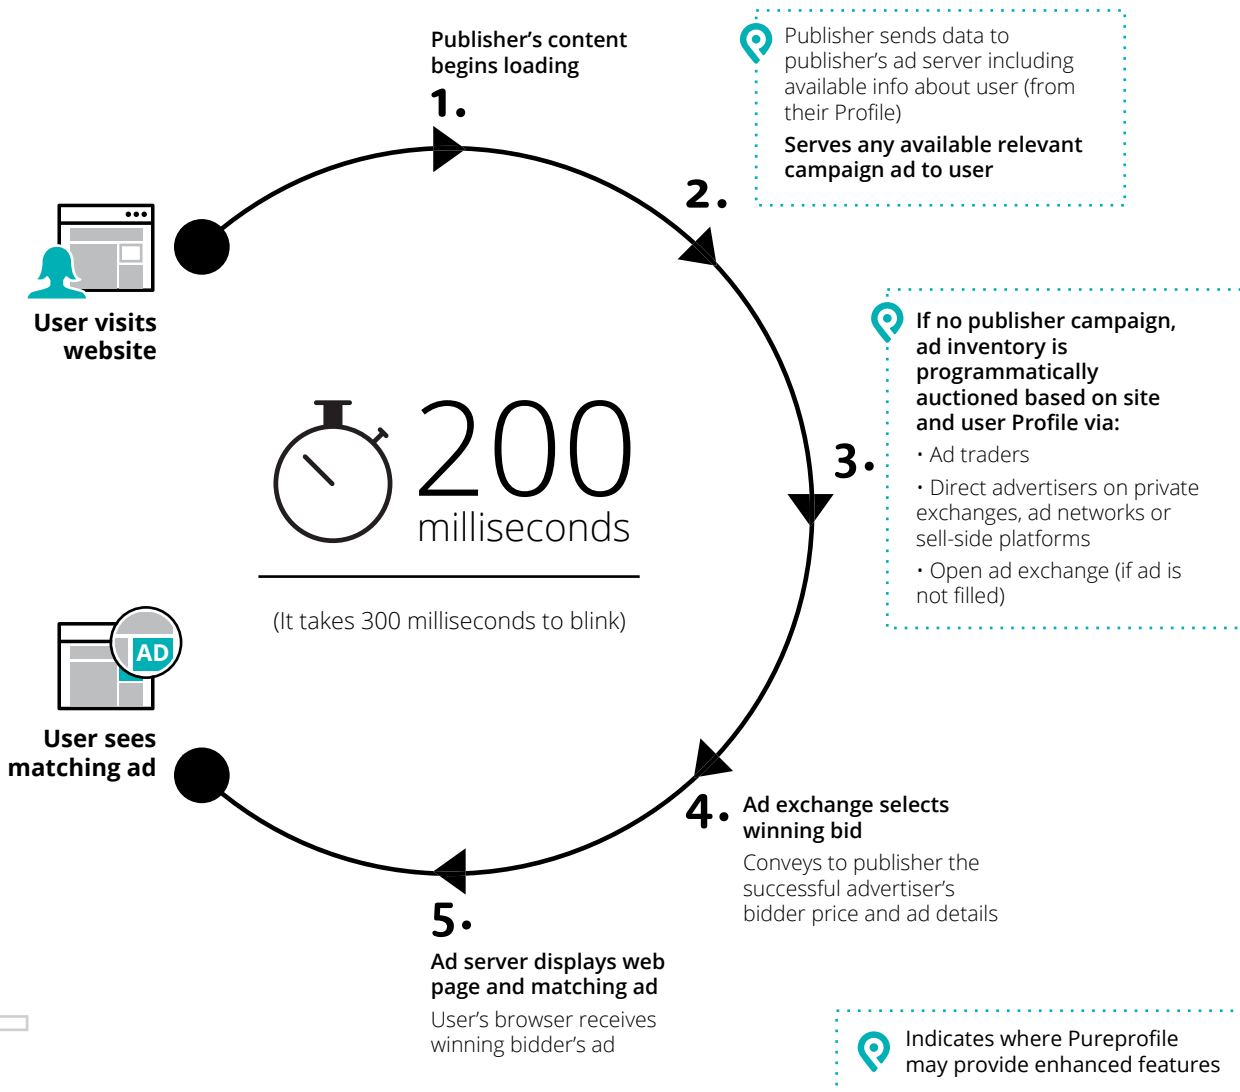 Publisher's content
begins loading
1.
Publisher sends data to
publisher's ad server including
available info about user (from
their Profile)
Serves any available relevant
campaign ad to user
2.
User visits
website
If no publisher campaign,
ad inventory is
programmatically
auctioned based on site
and user Profile via:
• Ad traders
• Direct advertisers on private
exchanges, ad networks or
sell-side platforms
• Open ad exchange (if ad is
not filled)
3.
200
milliseconds
(It takes 300 milliseconds to blink)
AD
User sees
matching ad
4.
Ad exchange selects
winning bid
Conveys to publisher the
successful advertiser's
bidder price and ad details
5.
Ad server displays web
page and matching ad
User's browser receives
winning bidder's ad
Indicates where Pureprofile
may provide enhanced features